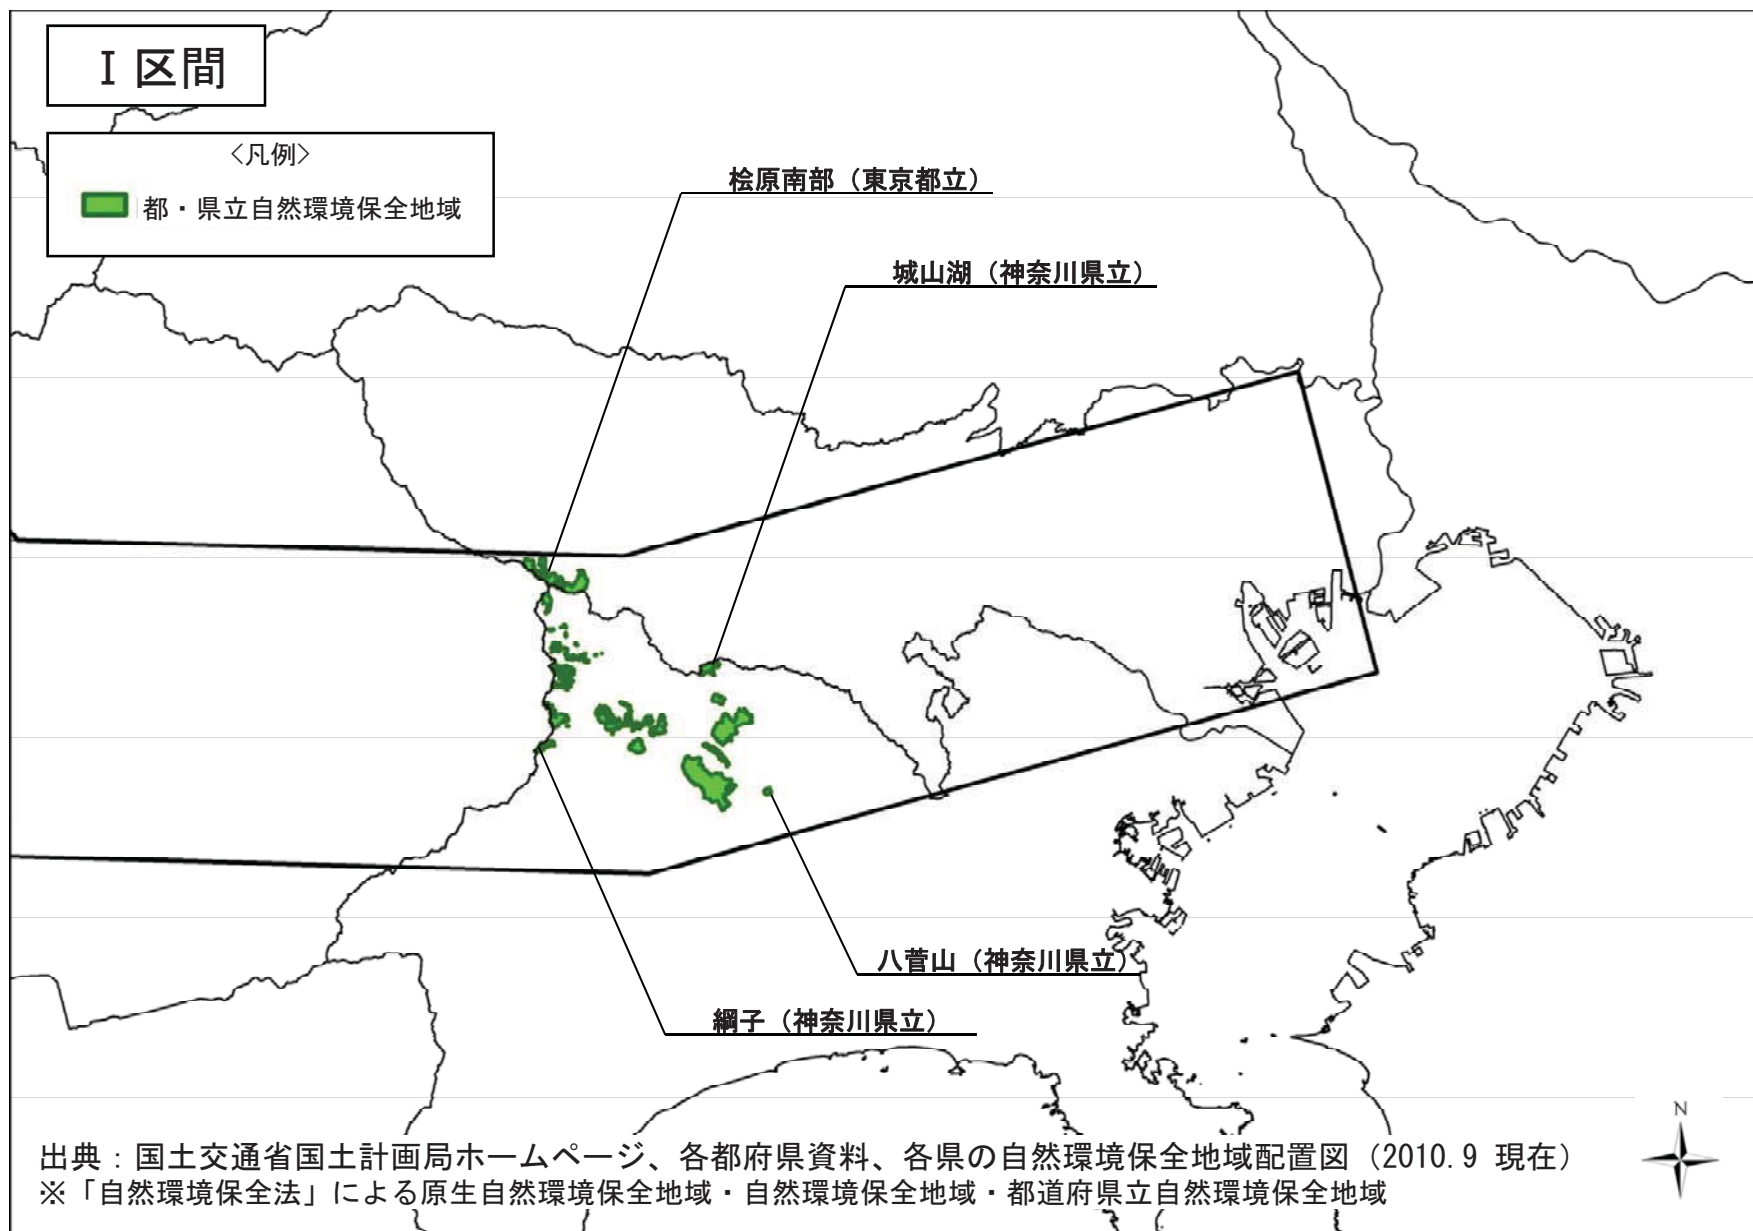 Ⅰ 区間
<凡例>
都・県立自然環境保全地域
桧原南部（東京都立）
城山湖（神奈川県立）
八菅山（神奈川県立）
綱子（神奈川県立）
N
出典：国土交通省国土計画局ホームページ、各都府県資料、各県の自然環境保全地域配置図（2010.9 現在）
※「自然環境保全法」による原生自然環境保全地域・自然環境保全地域・都道府県立自然環境保全地域